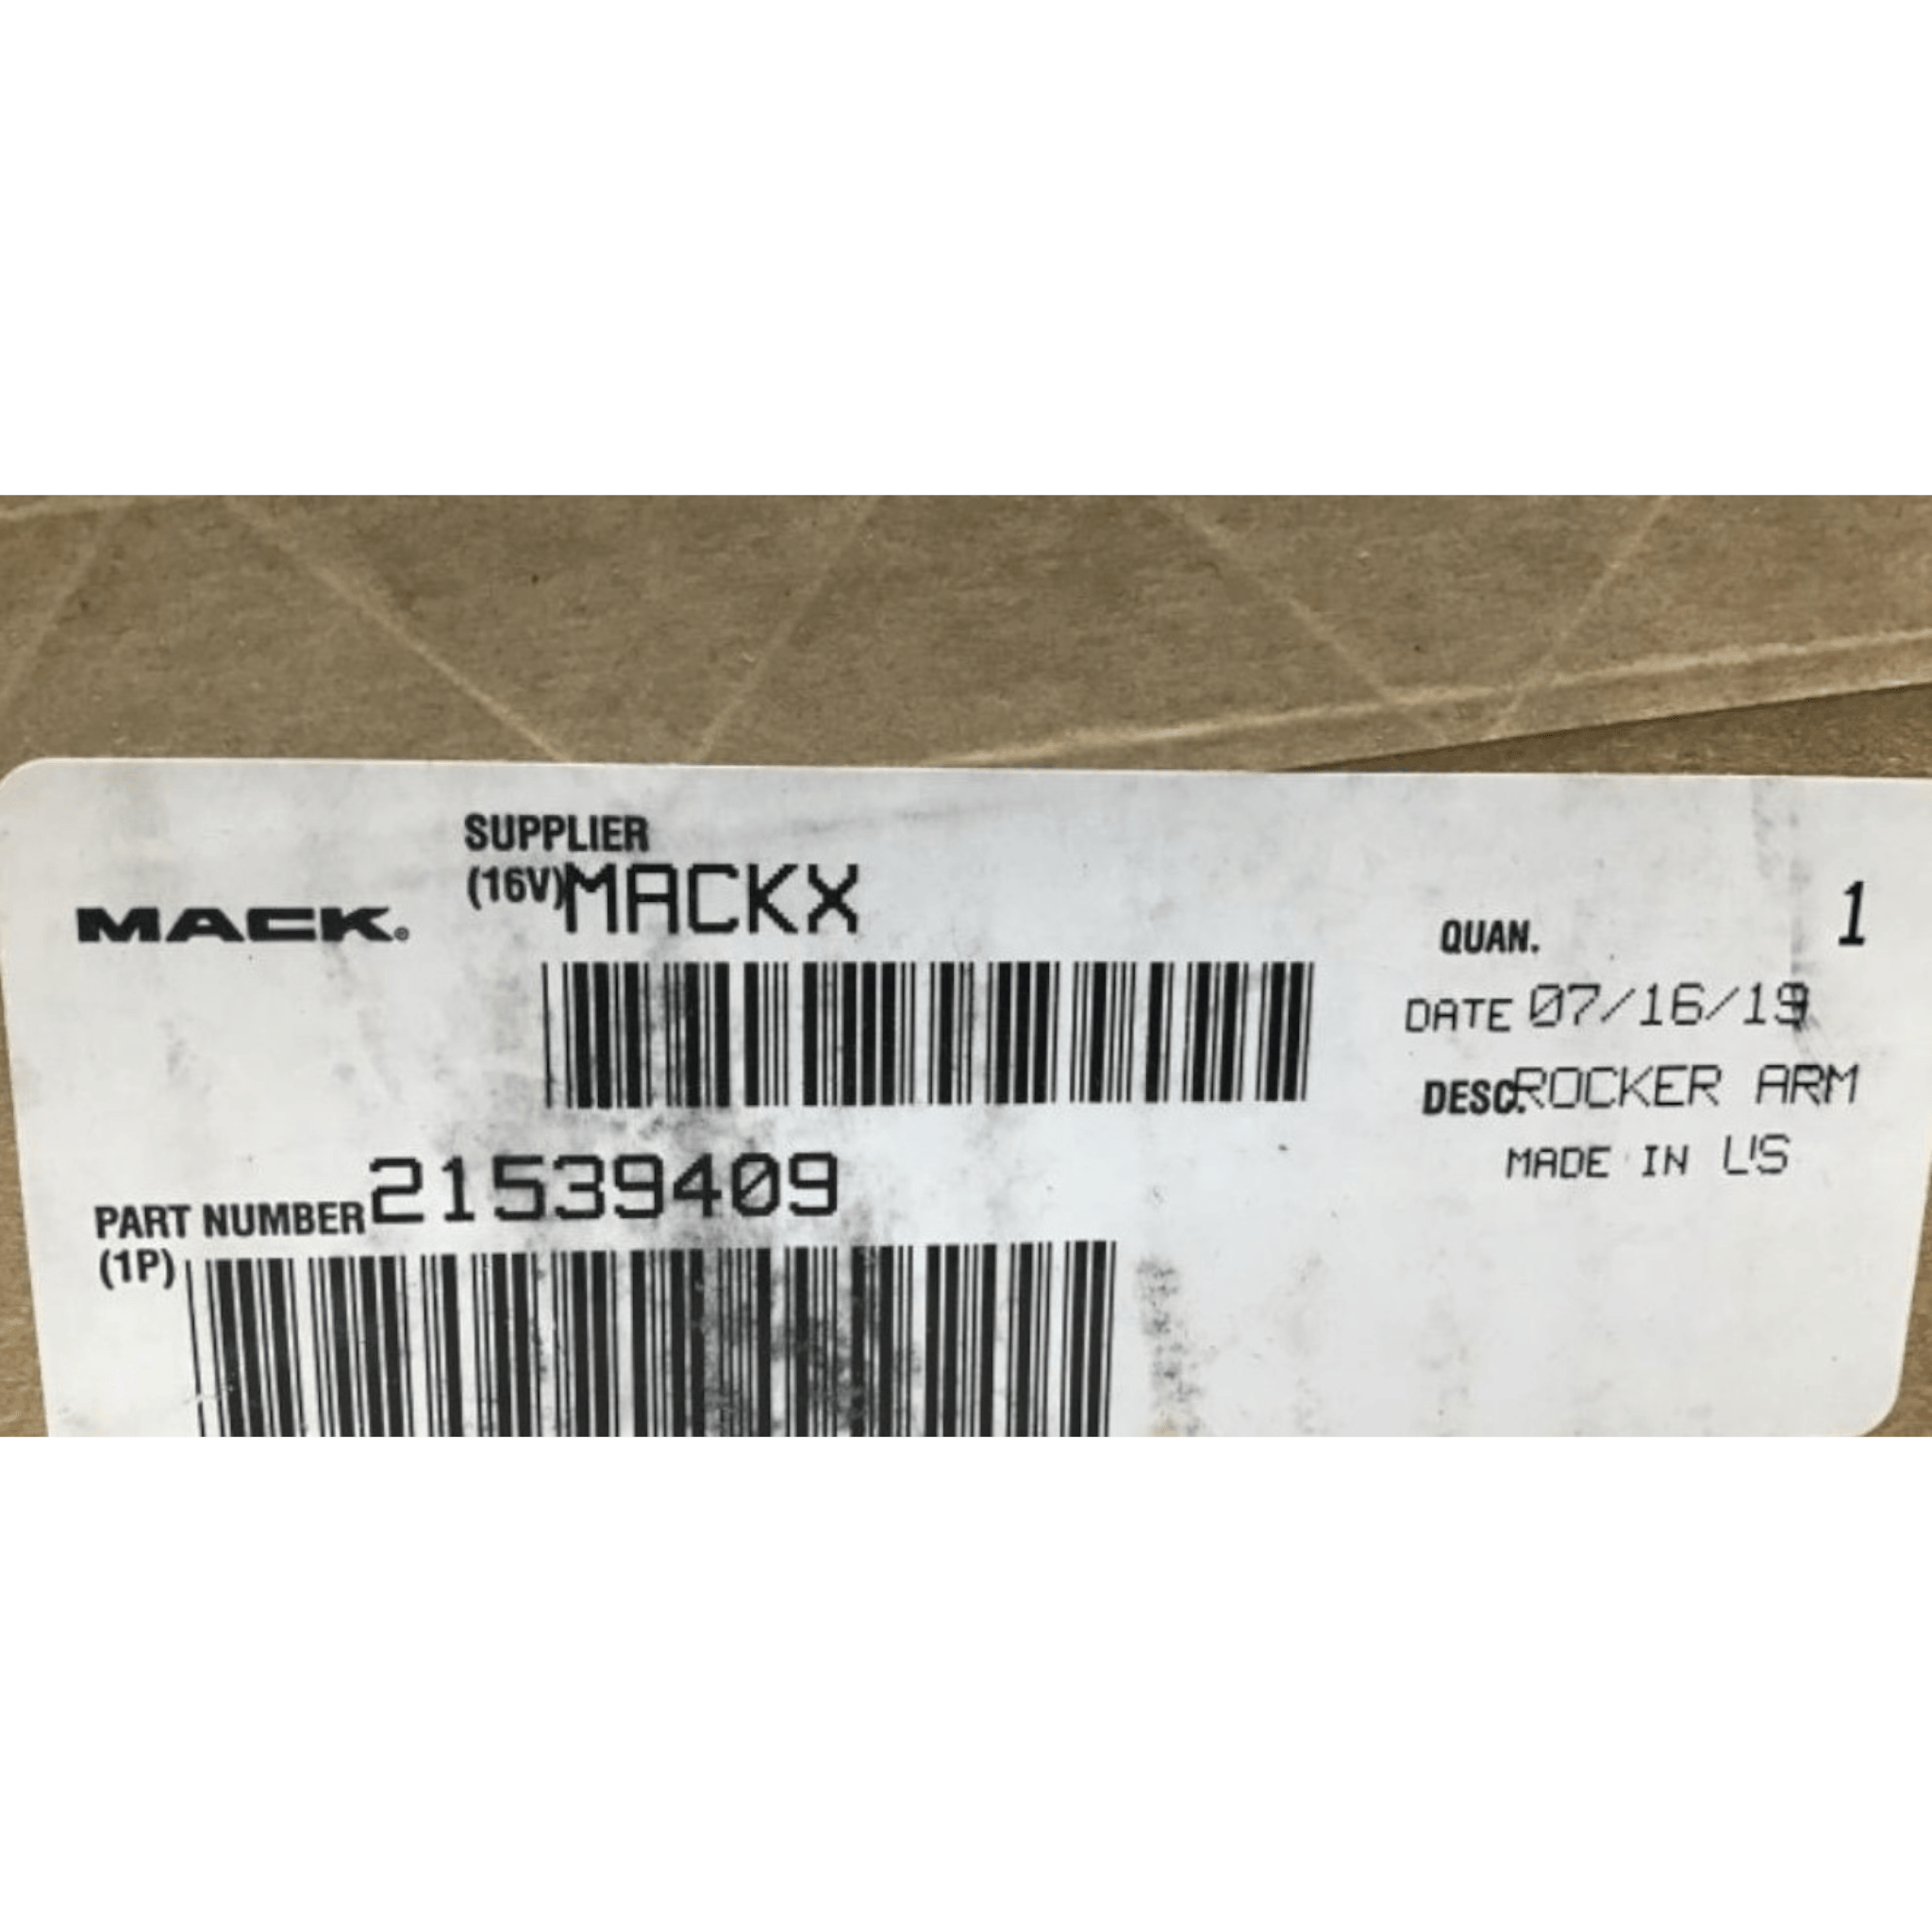 MACK®
SUPPLIER
(16V) MACKX
QUAN. 1
DATE 07/16/19
DESC. ROCKER ARM
MADE IN US
PART NUMBER 21539409
(1P)